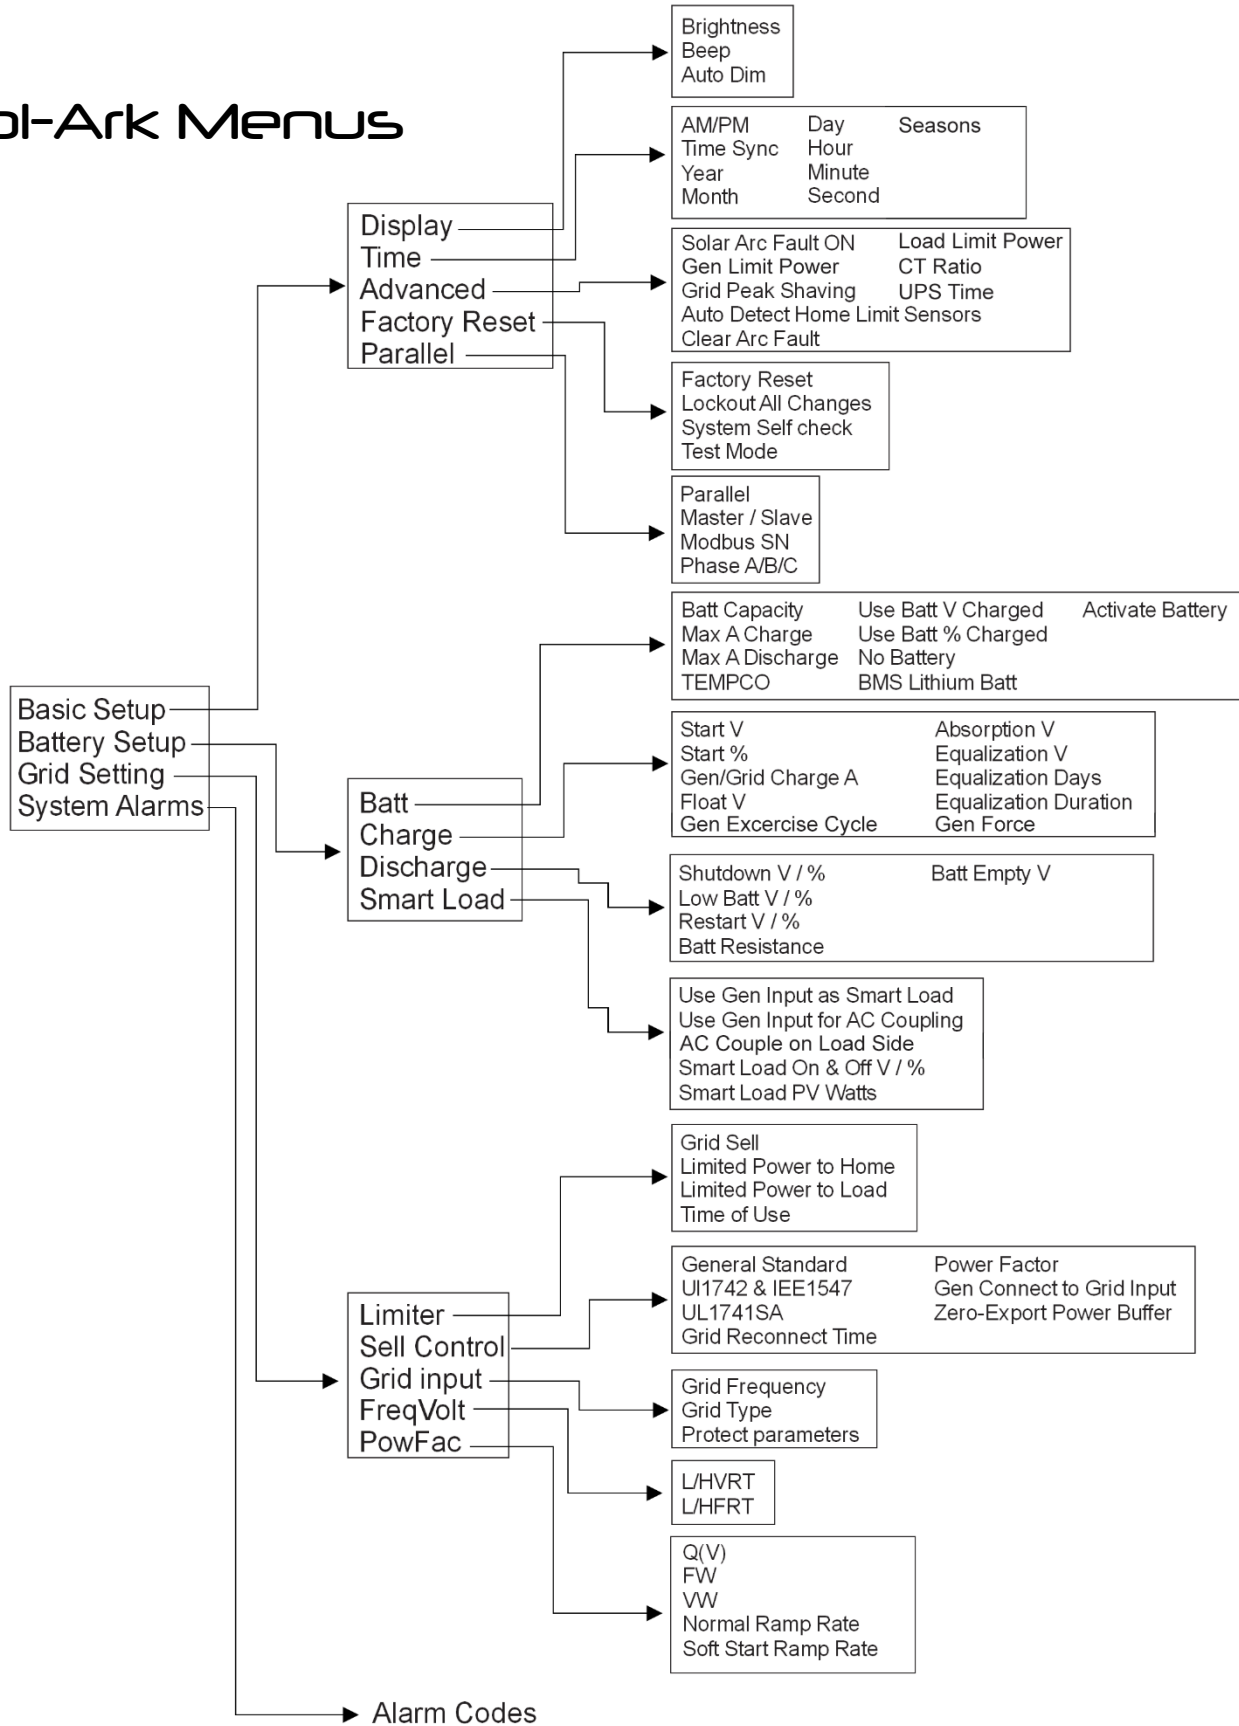 ol-Ark Menus
Brightness
Beep
Auto Dim
AM/PM Day Seasons
Time Sync Hour
Year Minute
Month Second
Display
Time
Advanced
Factory Reset
Parallel
Solar Arc Fault ON Load Limit Power
Gen Limit Power CT Ratio
Grid Peak Shaving UPS Time
Auto Detect Home Limit Sensors
Clear Arc Fault
Factory Reset
Lockout All Changes
System Self check
Test Mode
Parallel
Master / Slave
Modbus SN
Phase A/B/C
Basic Setup
Battery Setup
Grid Setting
System Alarms
Batt Capacity Use Batt V Charged Activate Battery
Max A Charge Use Batt % Charged
Max A Discharge No Battery
TEMPCO BMS Lithium Batt
Batt
Charge
Discharge
Smart Load
Start V Absorption V
Start % Equalization V
Gen/Grid Charge A Equalization Days
Float V Equalization Duration
Gen Excercise Cycle Gen Force
Shutdown V / % Batt Empty V
Low Batt V / %
Restart V / %
Batt Resistance
Use Gen Input as Smart Load
Use Gen Input for AC Coupling
AC Couple on Load Side
Smart Load On & Off V / %
Smart Load PV Watts
Limiter
Sell Control
Grid input
FreqVolt
PowFac
Grid Sell
Limited Power to Home
Limited Power to Load
Time of Use
General Standard Power Factor
UI1742 & IEE1547 Gen Connect to Grid Input
UL1741SA Zero-Export Power Buffer
Grid Reconnect Time
Grid Frequency
Grid Type
Protect parameters
L/HVRT
L/HFRT
Q(V)
FW
VW
Normal Ramp Rate
Soft Start Ramp Rate
Alarm Codes